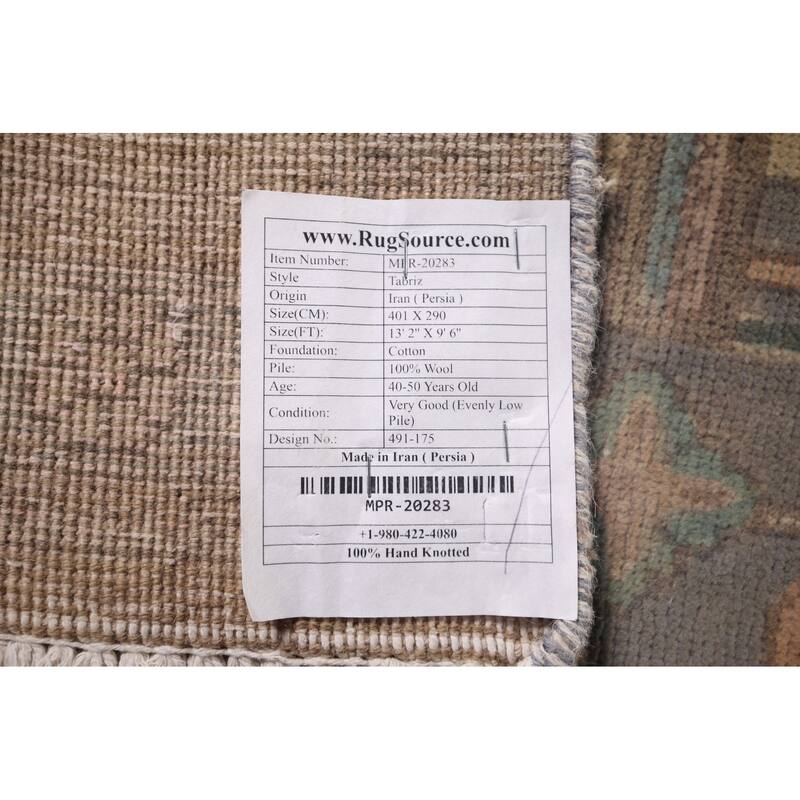 www.RugSource.com
Item Number: MPR-20283
Style Tabriz
Origin Iran ( Persia )
Size(CM): 401 X 290
Size(FT): 13' 2" X 9' 6"
Foundation: Cotton
Pile: 100% Wool
Age: 40-50 Years Old
Condition: Very Good (Evenly Low
Pile)
Design No.: 491-175
Made in Iran ( Persia )
MPR-20283
+1-980-422-4080
100% Hand Knotted